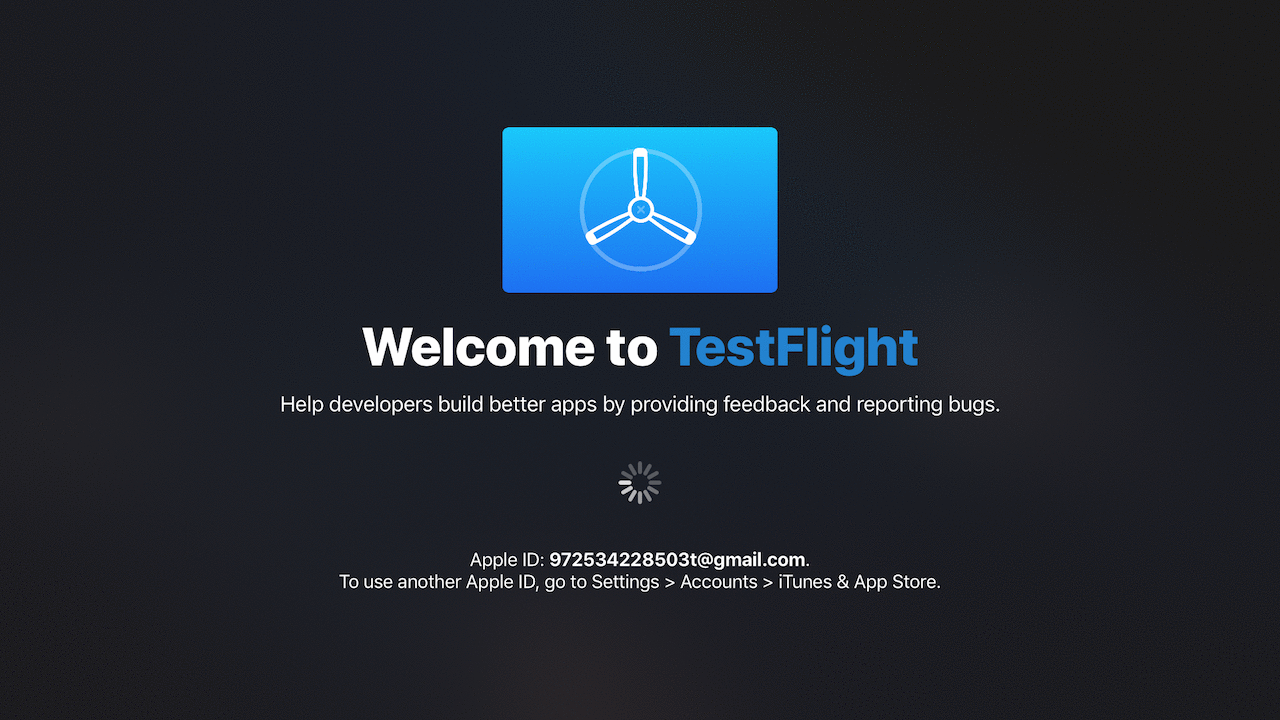 Welcome to TestFlight
Help developers build better apps by providing feedback and reporting bugs.
Apple ID: 972534228503t@gmail.com.
To use another Apple ID, go to Settings > Accounts > iTunes & App Store.